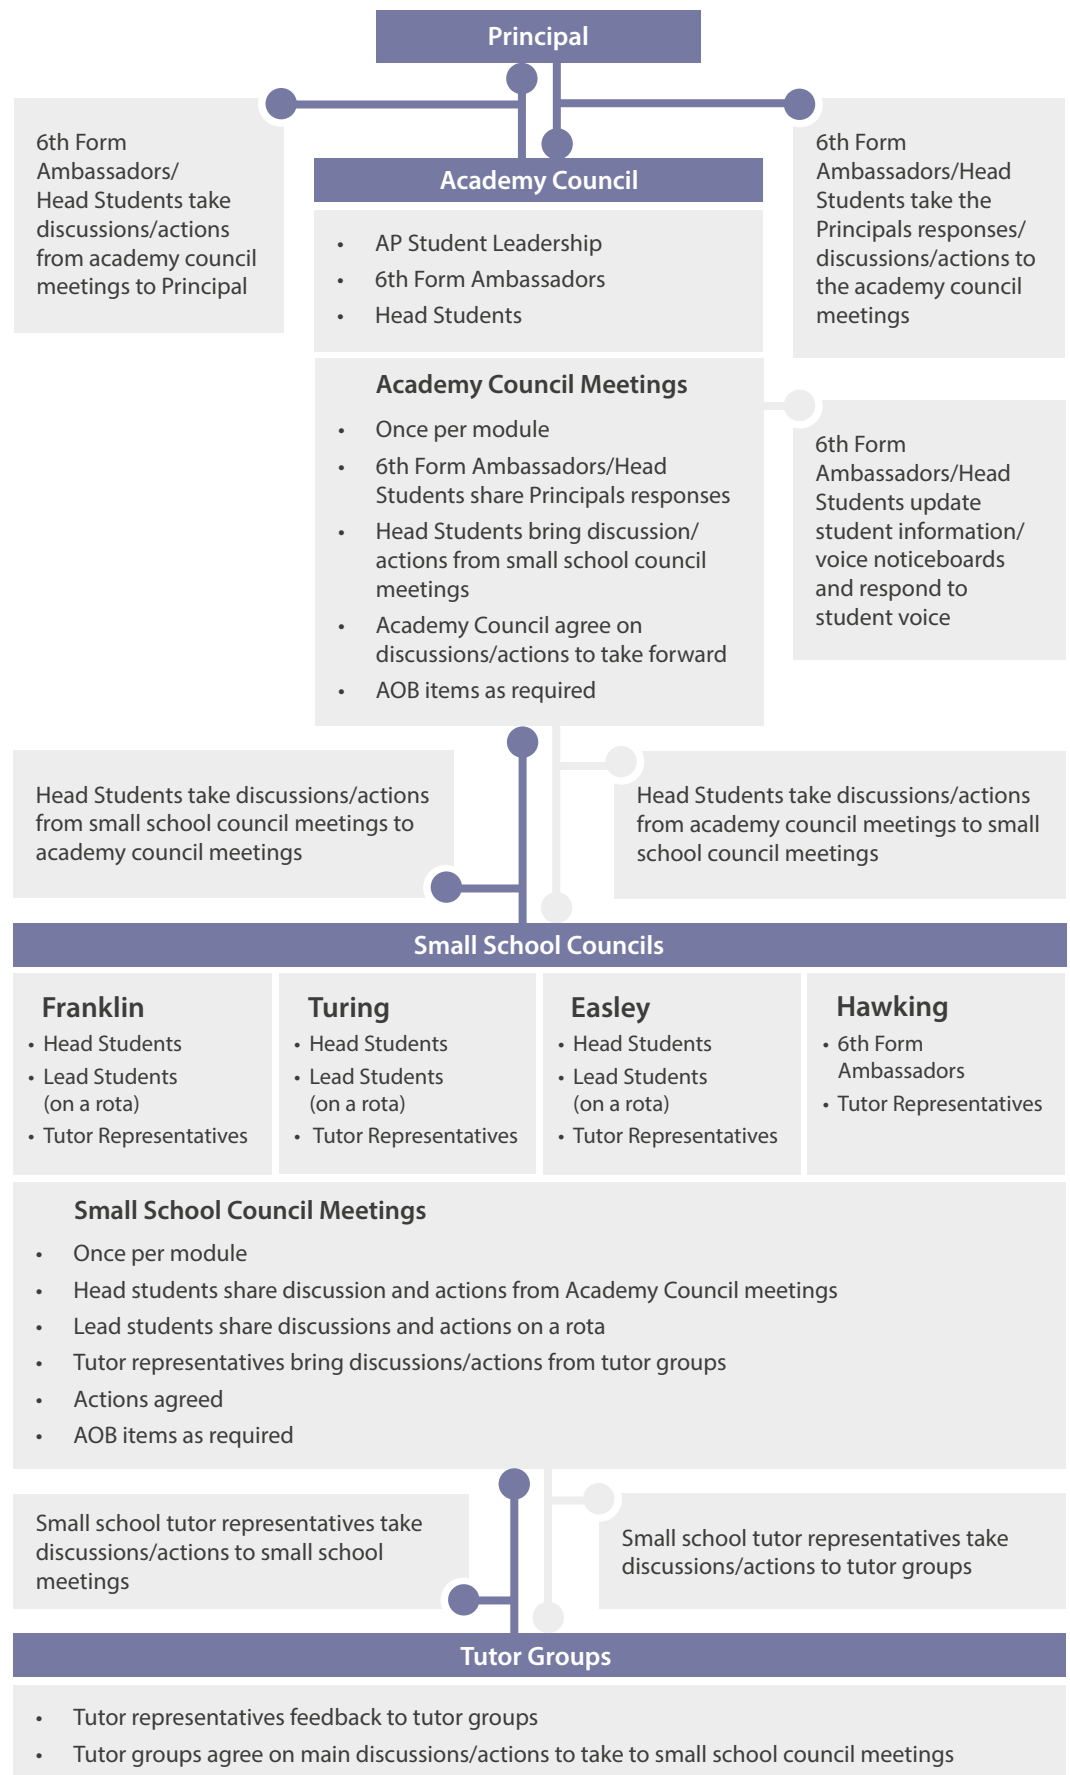 Principal
6th Form
Ambassadors/
Head Students take
discussions/actions
from academy council
meetings to Principal
6th Form
Ambassadors/Head
Students take the
Principals responses/
discussions/actions to
the academy council
meetings
Academy Council
• AP Student Leadership
• 6th Form Ambassadors
• Head Students
Academy Council Meetings
• Once per module
• 6th Form Ambassadors/Head
Students share Principals responses
• Head Students bring discussion/
actions from small school council
meetings
• Academy Council agree on
discussions/actions to take forward
• AOB items as required
6th Form
Ambassadors/Head
Students update
student information/
voice noticeboards
and respond to
student voice
Head Students take discussions/actions
from small school council meetings to
academy council meetings
Head Students take discussions/actions
from academy council meetings to small
school council meetings
Small School Councils
Franklin
• Head Students
• Lead Students
(on a rota)
• Tutor Representatives
Turing
• Head Students
• Lead Students
(on a rota)
• Tutor Representatives
Easley
• Head Students
• Lead Students
(on a rota)
• Tutor Representatives
Hawking
• 6th Form
Ambassadors
• Tutor Representatives
Small School Council Meetings
• Once per module
• Head students share discussion and actions from Academy Council meetings
• Lead students share discussions and actions on a rota
• Tutor representatives bring discussions/actions from tutor groups
• Actions agreed
• AOB items as required
Small school tutor representatives take
discussions/actions to small school
meetings
Small school tutor representatives take
discussions/actions to tutor groups
Tutor Groups
• Tutor representatives feedback to tutor groups
• Tutor groups agree on main discussions/actions to take to small school council meetings